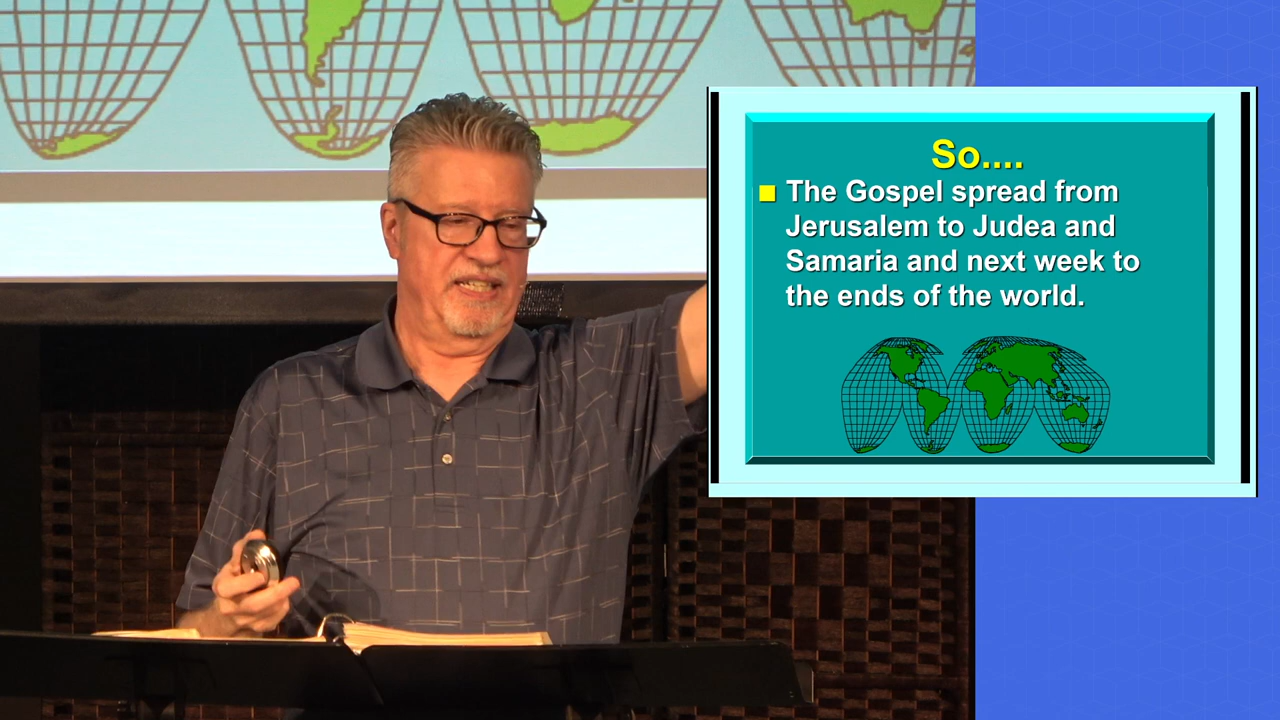 So....
The Gospel spread from
Jerusalem to Judea and
Samaria and next week to
the ends of the world.